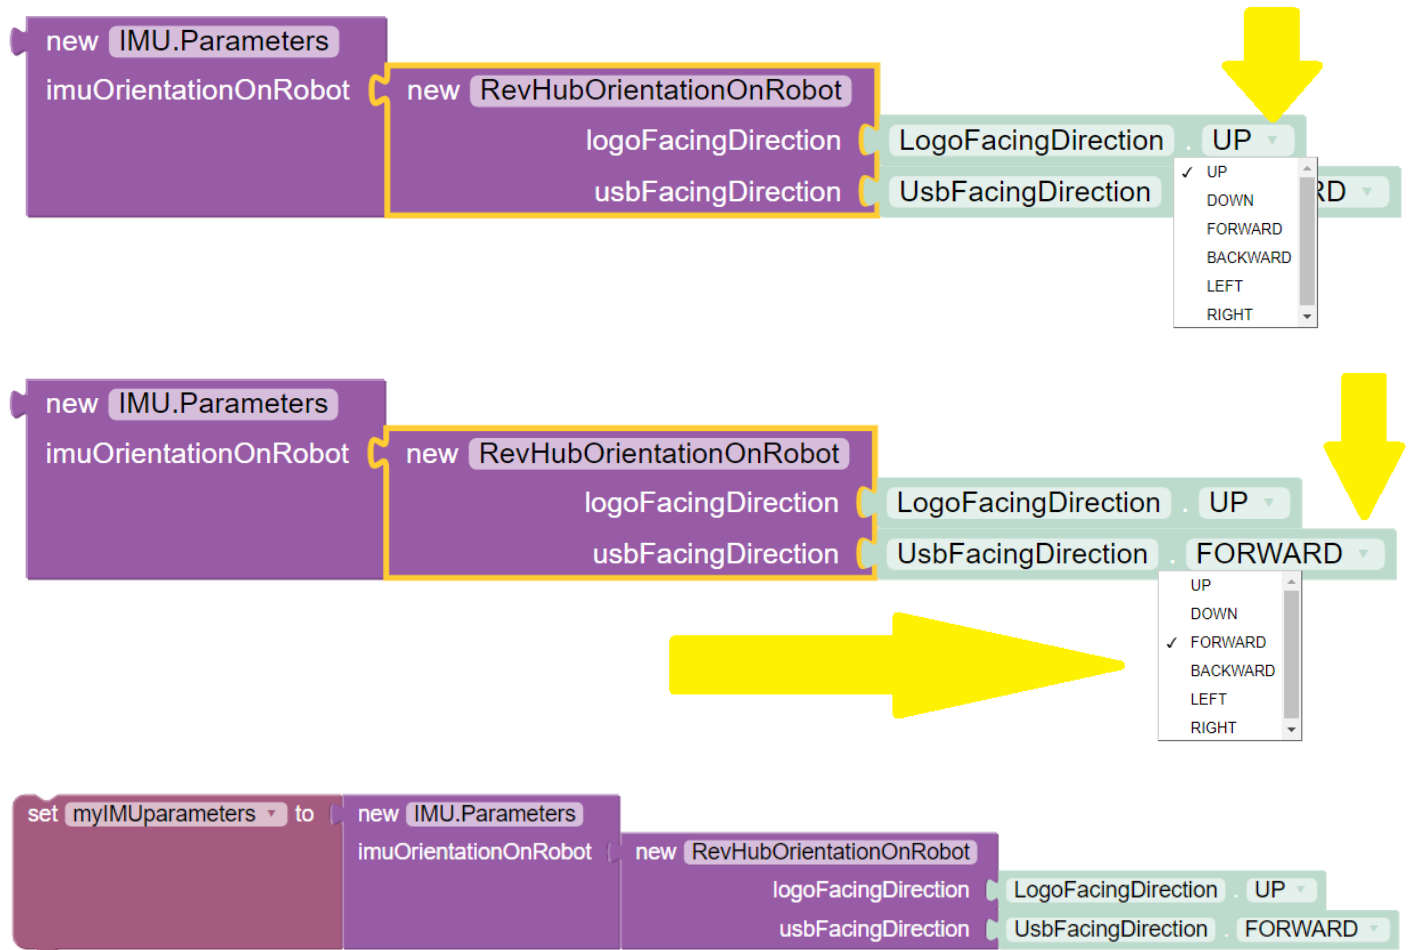 new IMU.Parameters
imuOrientationOnRobot new RevHubOrientationOnRobot
logoFacingDirection LogoFacingDirection . UP
usbFacingDirection UsbFacingDirection RD
✓ UP
DOWN
FORWARD
BACKWARD
LEFT
RIGHT
new IMU.Parameters
imuOrientationOnRobot new RevHubOrientationOnRobot
logoFacingDirection LogoFacingDirection . UP
usbFacingDirection UsbFacingDirection . FORWARD
UP
DOWN
✓ FORWARD
BACKWARD
LEFT
RIGHT
set myIMUparameters to new IMU.Parameters
imuOrientationOnRobot new RevHubOrientationOnRobot
logoFacingDirection LogoFacingDirection . UP
usbFacingDirection UsbFacingDirection . FORWARD